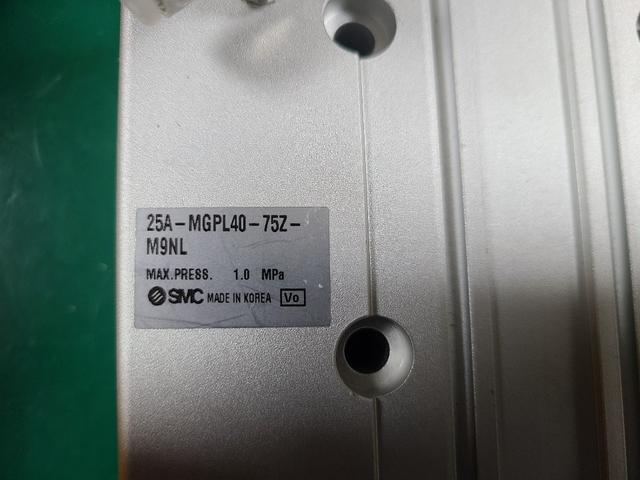 25A-MGPL40-75Z-
M9NL
MAX.PRESS. 1.0 MPa
SMC MADE IN KOREA Vo